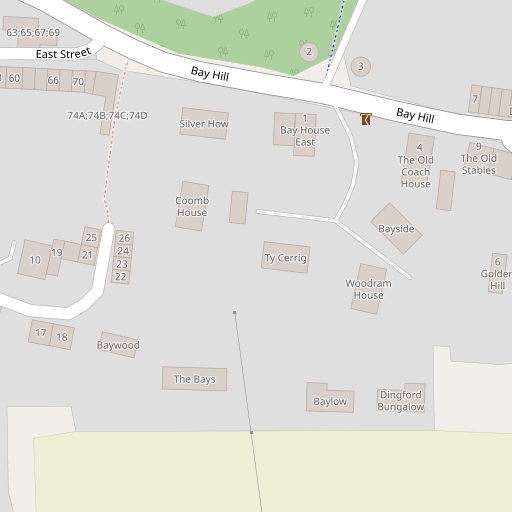 63;65;67;69
East Street
2
3
Bay Hill
60
66
70
7
Bay Hill
74A;74B;74C;74D
Silver How
1
Bay House
East
4
The Old
Coach
House
9
The Old
Stables
Coomb
House
Bayside
25
26
24
23
22
21
19
10
Ty Cerrig
Woodram
House
6
Golden
Hill
17
18
Baywood
The Bays
Baylow
Dingford
Bungalow